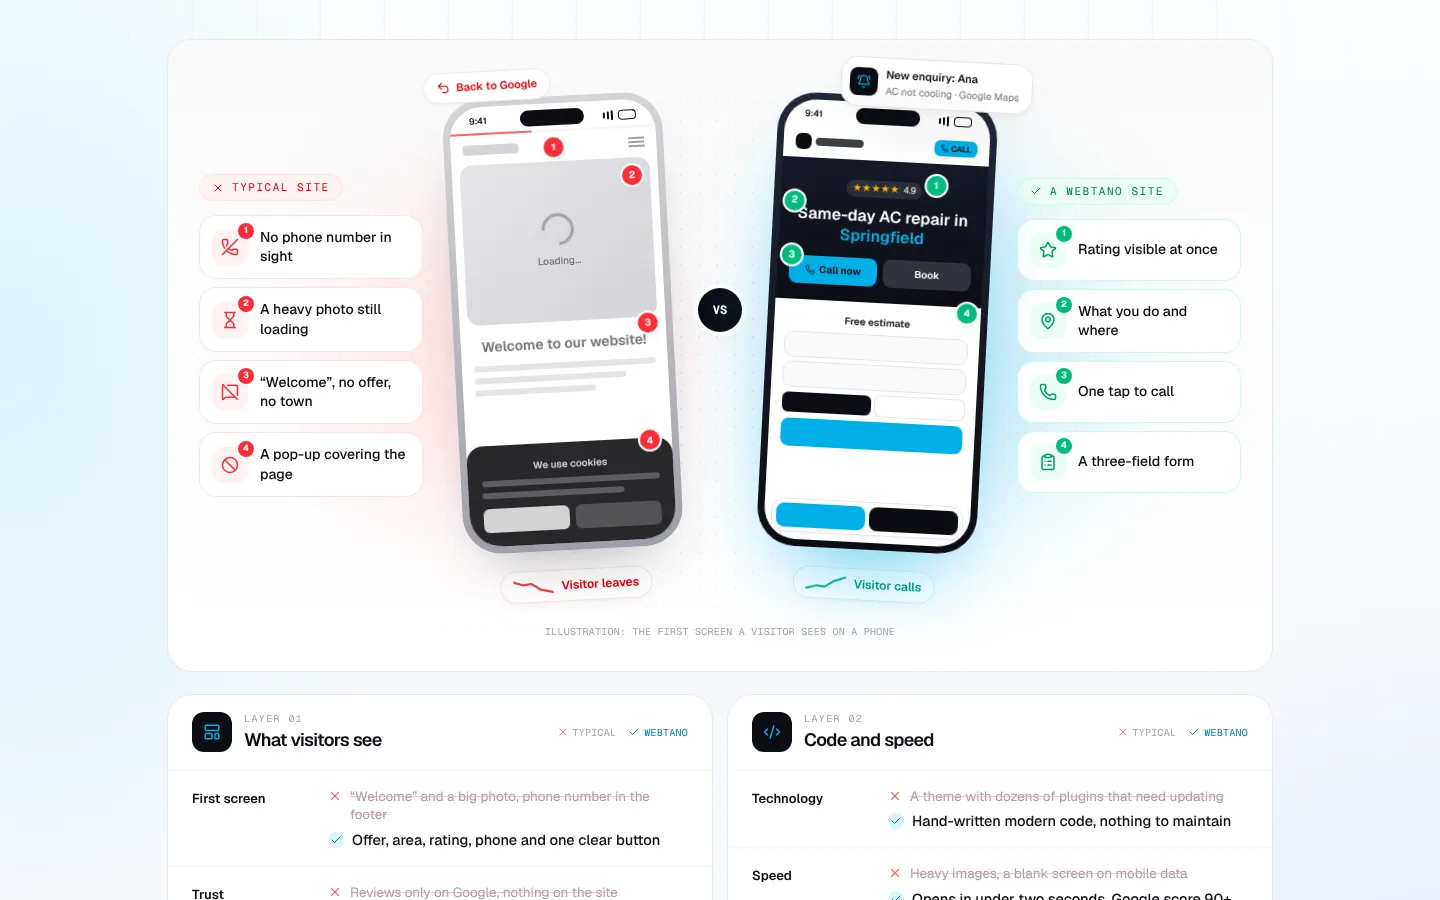 Back to Google
New enquiry: Ana
AC not cooling · Google Maps
TYPICAL SITE
1
No phone number in
sight
2
A heavy photo still
loading
3
“Welcome”, no offer,
no town
4
A pop-up covering the
page
9:41
1
2
Loading...
3
Welcome to our website!
4
We use cookies
Visitor leaves
VS
9:41
CALL
★★★★★ 4.9
1
2
Same-day AC repair in
Springfield
3
Call now
Book
4
Free estimate
Visitor calls
A WEBTANO SITE
1
Rating visible at once
2
What you do and
where
3
One tap to call
4
A three-field form
ILLUSTRATION: THE FIRST SCREEN A VISITOR SEES ON A PHONE
LAYER 01
What visitors see
TYPICAL
WEBTANO
First screen
“Welcome” and a big photo, phone number in the
footer
Offer, area, rating, phone and one clear button
Trust
Reviews only on Google, nothing on the site
LAYER 02
Code and speed
TYPICAL
WEBTANO
Technology
A theme with dozens of plugins that need updating
Hand-written modern code, nothing to maintain
Speed
Heavy images, a blank screen on mobile data
Opens in under two seconds, Google score 90+